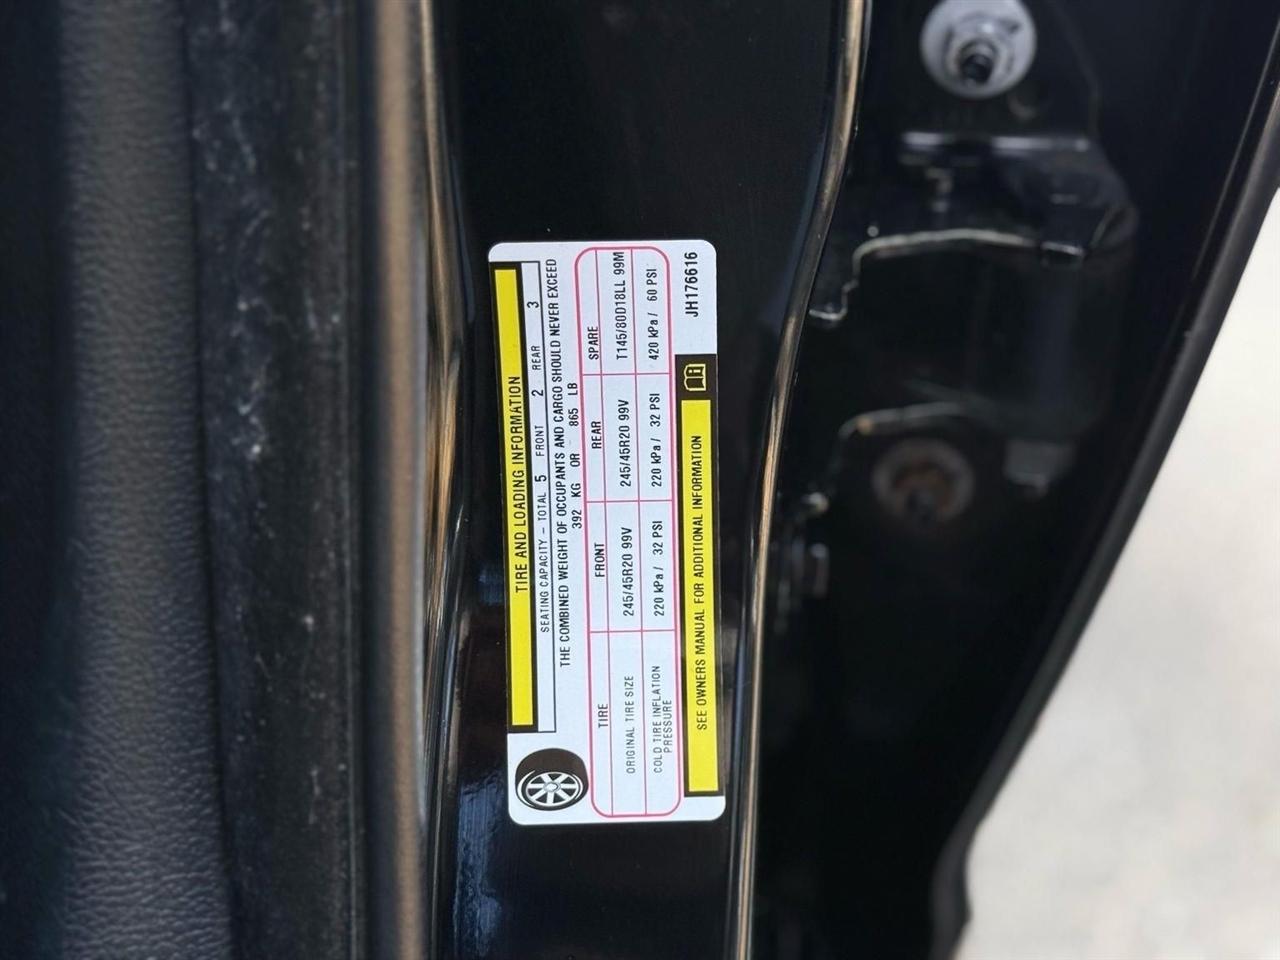 TIRE AND LOADING INFORMATION
SEATING CAPACITY - TOTAL 5 FRONT 2 REAR 3
THE COMBINED WEIGHT OF OCCUPANTS AND CARGO SHOULD NEVER EXCEED
392 KG OR 865 LB
TIRE FRONT REAR SPARE
ORIGINAL TIRE SIZE 245/45R20 99V 245/45R20 99V T145/80D18LL 99M
COLD TIRE INFLATION PRESSURE 220 kPa / 32 PSI 220 kPa / 32 PSI 420 kPa / 60 PSI
SEE OWNERS MANUAL FOR ADDITIONAL INFORMATION
JH176616